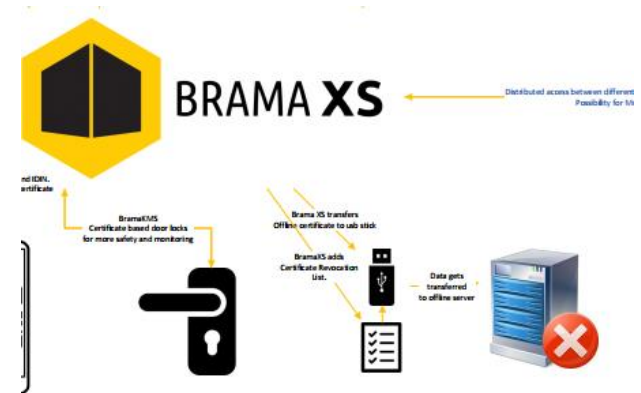 BRAMA XS
Distributed access between different
Possibility for M
nd IDIN.
ertificate
BramaKMS
Certificate based door locks
for more safety and monitoring
Brama XS transfers
Offline certificate to usb stick
BramaXS adds
Certificate Revocation
List.
Data gets
transferred
to offline server